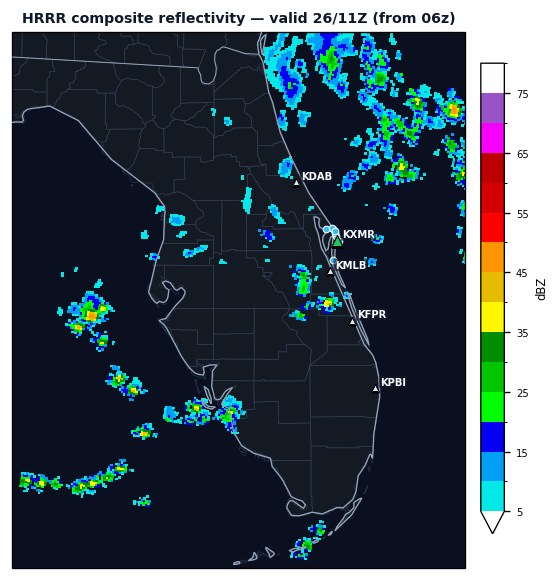 HRRR composite reflectivity — valid 26/11Z (from 06z)
KDAB
KXMR
KMLB
KFPR
KPBI
75
65
55
45
35
25
15
5
dBZ